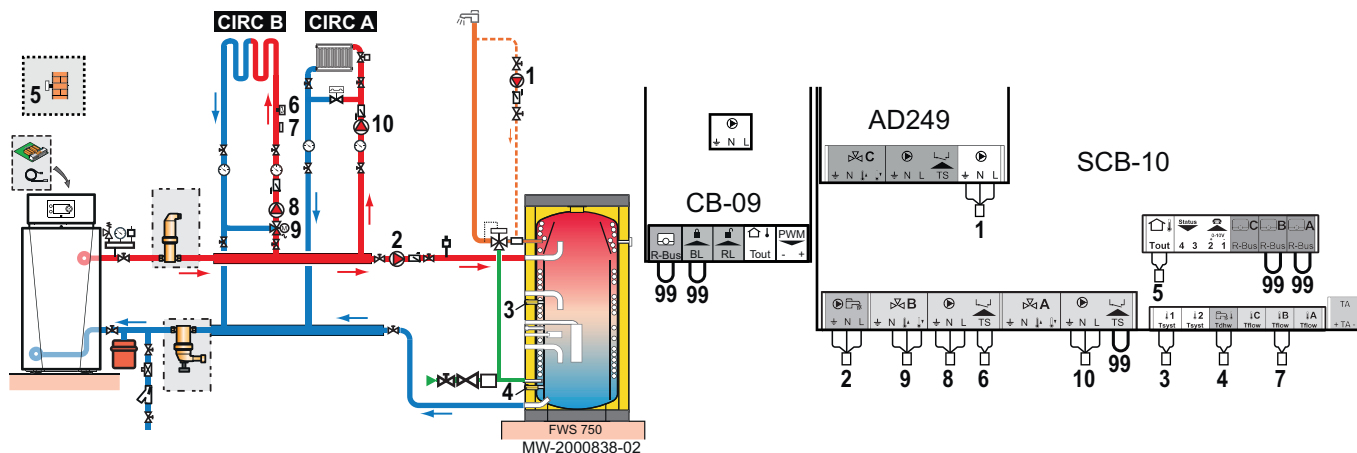 CIRC B
CIRC A
5
6
7
8
9
10
1
2
3
4
M
FWS 750
MW-2000838-02
N L
CB-09
R-Bus BL RL Tout PWM
- +
99 99
AD249
C
N
N L TS
N L
1
SCB-10
Status
0-10V
Tout 4 3 2 1
C B A
R-Bus R-Bus R-Bus
5 99 99
B A
N L N N L TS N N L TS
99
2 9 8 6 10
1 2 C B A
Tsyst Tsyst Tdhw Tflow Tflow Tflow
TA
+ TA -
3 4 7